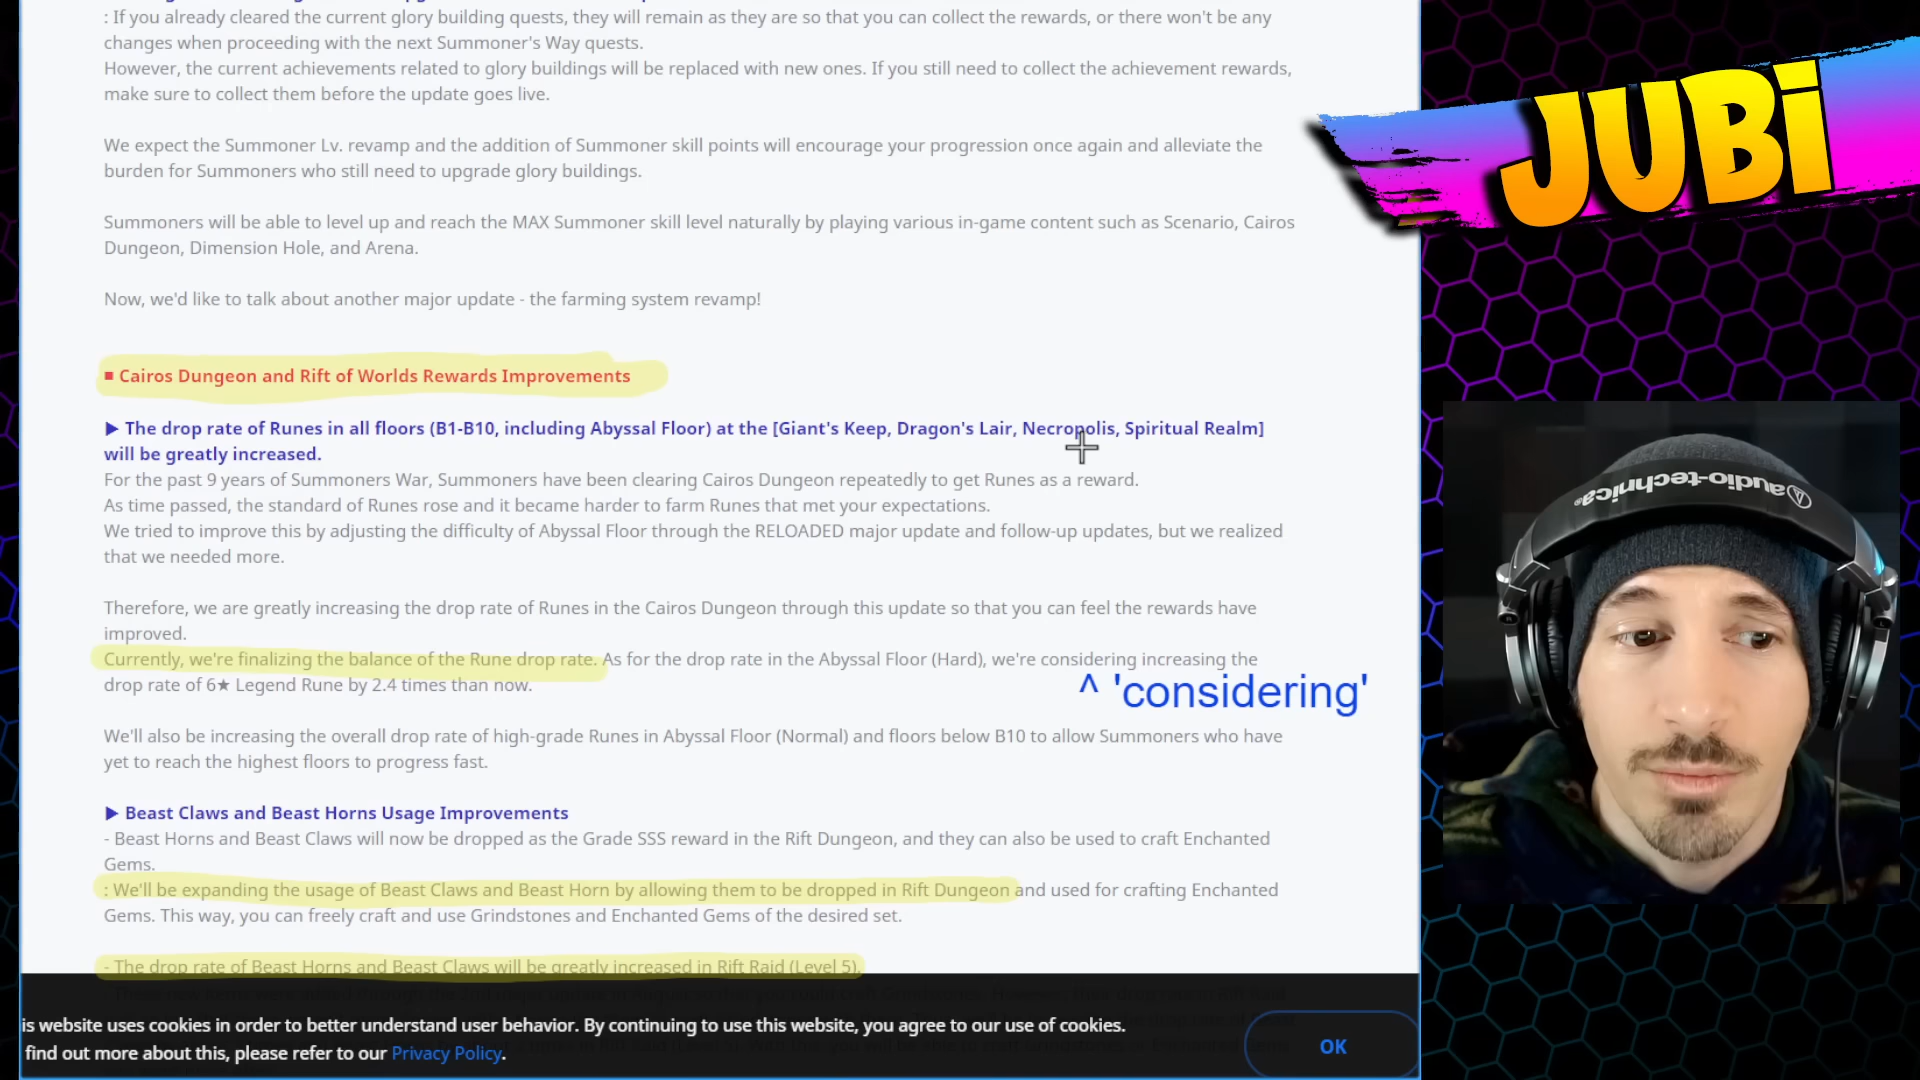 : If you already cleared the current glory building quests, they will remain as they are so that you can collect the rewards, or there won't be any
changes when proceeding with the next Summoner's Way quests.
However, the current achievements related to glory buildings will be replaced with new ones. If you still need to collect the achievement rewards,
make sure to collect them before the update goes live.
We expect the Summoner Lv. revamp and the addition of Summoner skill points will encourage your progression once again and alleviate the
burden for Summoners who still need to upgrade glory buildings.
Summoners will be able to level up and reach the MAX Summoner skill level naturally by playing various in-game content such as Scenario, Cairos
Dungeon, Dimension Hole, and Arena.
Now, we'd like to talk about another major update - the farming system revamp!
■ Cairos Dungeon and Rift of Worlds Rewards Improvements
▶ The drop rate of Runes in all floors (B1-B10, including Abyssal Floor) at the [Giant's Keep, Dragon's Lair, Necropolis, Spiritual Realm]
will be greatly increased.
For the past 9 years of Summoners War, Summoners have been clearing Cairos Dungeon repeatedly to get Runes as a reward.
As time passed, the standard of Runes rose and it became harder to farm Runes that met your expectations.
We tried to improve this by adjusting the difficulty of Abyssal Floor through the RELOADED major update and follow-up updates, but we realized
that we needed more.
Therefore, we are greatly increasing the drop rate of Runes in the Cairos Dungeon through this update so that you can feel the rewards have
improved.
Currently, we're finalizing the balance of the Rune drop rate. As for the drop rate in the Abyssal Floor (Hard), we're considering increasing the
drop rate of 6★ Legend Rune by 2.4 times than now.
^ 'considering'
We'll also be increasing the overall drop rate of high-grade Runes in Abyssal Floor (Normal) and floors below B10 to allow Summoners who have
yet to reach the highest floors to progress fast.
▶ Beast Claws and Beast Horns Usage Improvements
- Beast Horns and Beast Claws will now be dropped as the Grade SSS reward in the Rift Dungeon, and they can also be used to craft Enchanted
Gems.
: We'll be expanding the usage of Beast Claws and Beast Horn by allowing them to be dropped in Rift Dungeon and used for crafting Enchanted
Gems. This way, you can freely craft and use Grindstones and Enchanted Gems of the desired set.
- The drop rate of Beast Horns and Beast Claws will be greatly increased in Rift Raid (Level 5).
is website uses cookies in order to better understand user behavior. By continuing to use this website, you agree to our use of cookies.
find out more about this, please refer to our Privacy Policy.
OK
JUBi
audio-technica